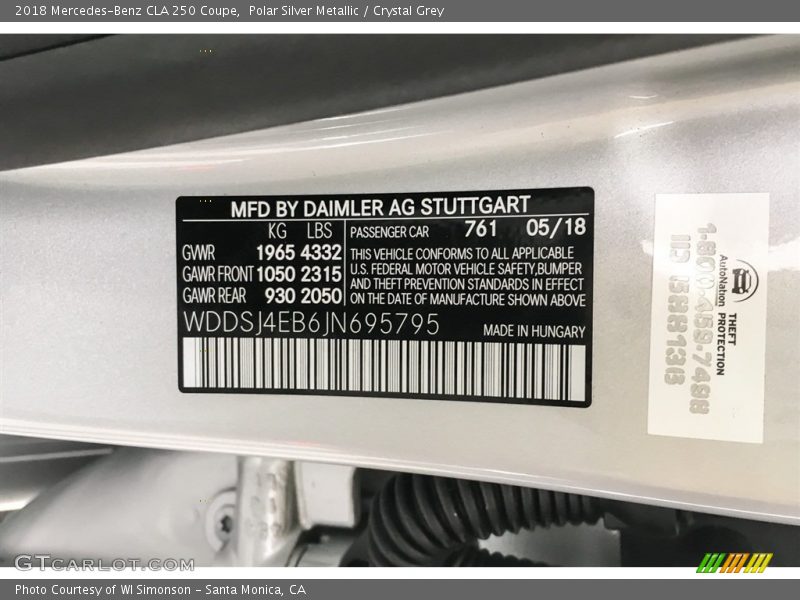 2018 Mercedes-Benz CLA 250 Coupe,  Polar Silver Metallic / Crystal Grey
MFD BY DAIMLER AG STUTTGART
KG LBS
GWR 1965 4332
GAWR FRONT 1050 2315
GAWR REAR 930 2050
PASSENGER CAR 761 05/18
THIS VEHICLE CONFORMS TO ALL APPLICABLE
U.S. FEDERAL MOTOR VEHICLE SAFETY,BUMPER
AND THEFT PREVENTION STANDARDS IN EFFECT
ON THE DATE OF MANUFACTURE SHOWN ABOVE
WDDSJ4EB6JN695795
MADE IN HUNGARY
AutoNation
THEFT
PROTECTION
1-800-459-7498
GTCARLOT.COM
Photo Courtesy of WI Simonson - Santa Monica, CA